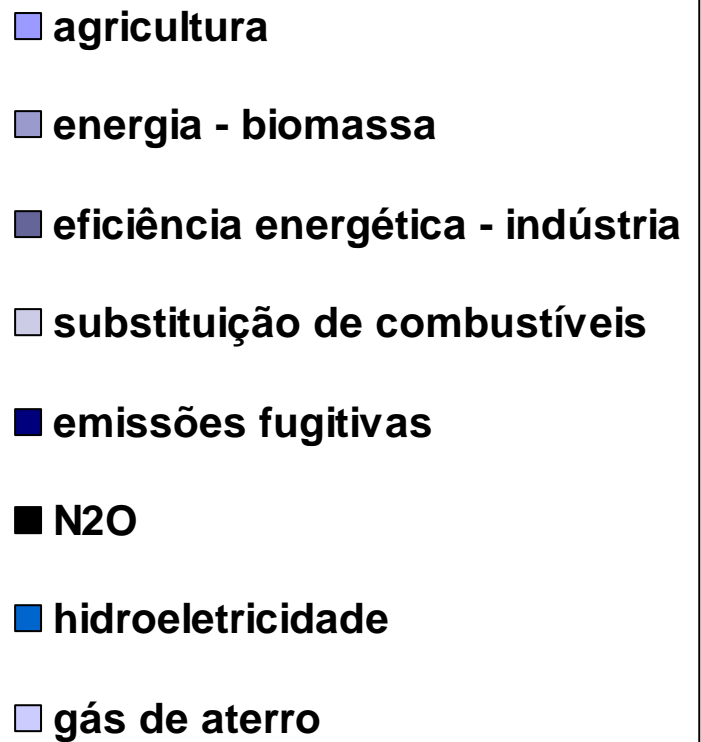 agricultura
energia - biomassa
eficiência energética - indústria
substituição de combustíveis
emissões fugitivas
N2O
hidroeletricidade
gás de aterro